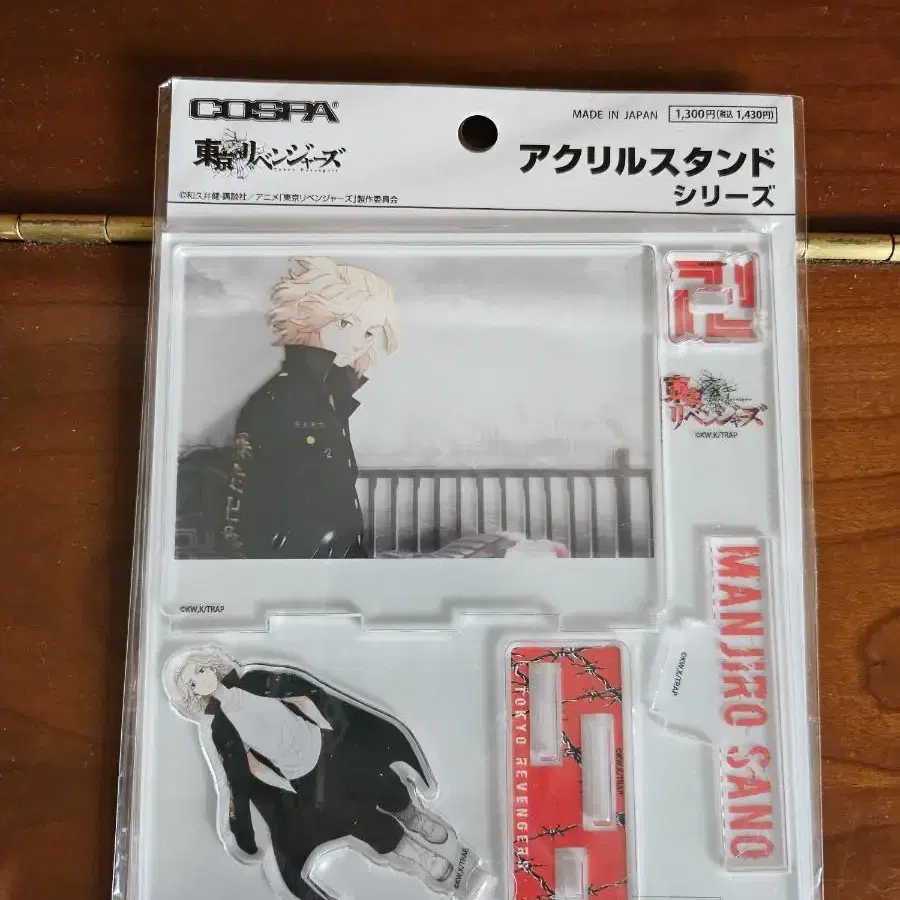 COSPA®
MADE IN JAPAN
1,300円(税込 1,430円)
東京リベンジャーズ
アクリルスタンド
シリーズ
©和久井健・講談社／アニメ「東京リベンジャーズ」製作委員会
東京リベンジャーズ
©KW,K/TRAP
©KW,K/TRAP
MANJIRO SANO
©KW,K/TRAP
TOKYO REVENGER
©KW,K/TRAP
©KW,K/TRAP